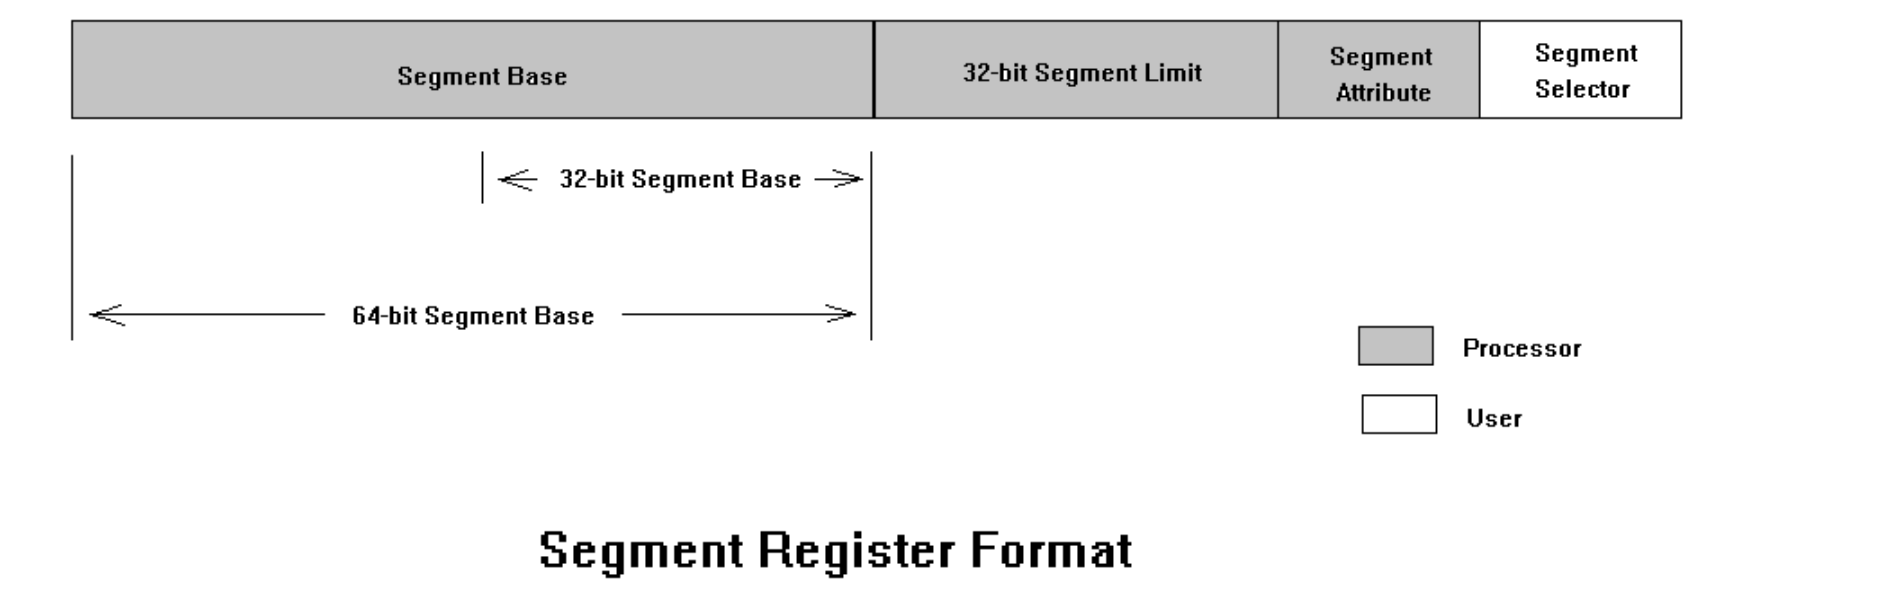 Segment Base
32-bit Segment Limit
Segment
Attribute
Segment
Selector
32-bit Segment Base
64-bit Segment Base
Processor
User
Segment Register Format